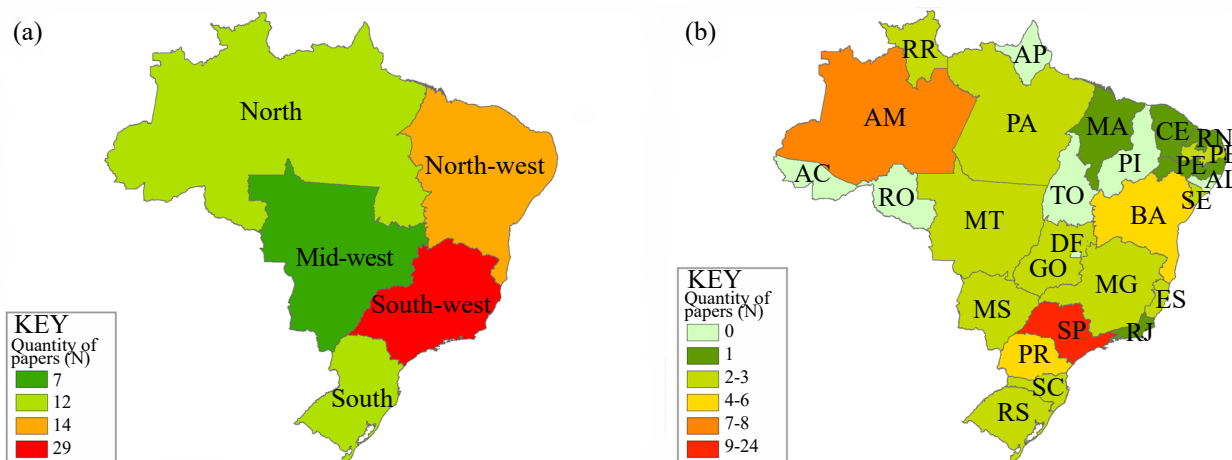 (a)
North
North-west
Mid-west
South-west
South
KEY
Quantity of
papers (N)
7
12
14
29
(b)
RR
AP
AM
PA
MA
CE
RN
PI
PE
AC
RO
TO
SE
BA
MT
DF
GO
MG
ES
MS
SP
RJ
PR
SC
RS
KEY
Quantity of
papers (N)
0
1
2-3
4-6
7-8
9-24